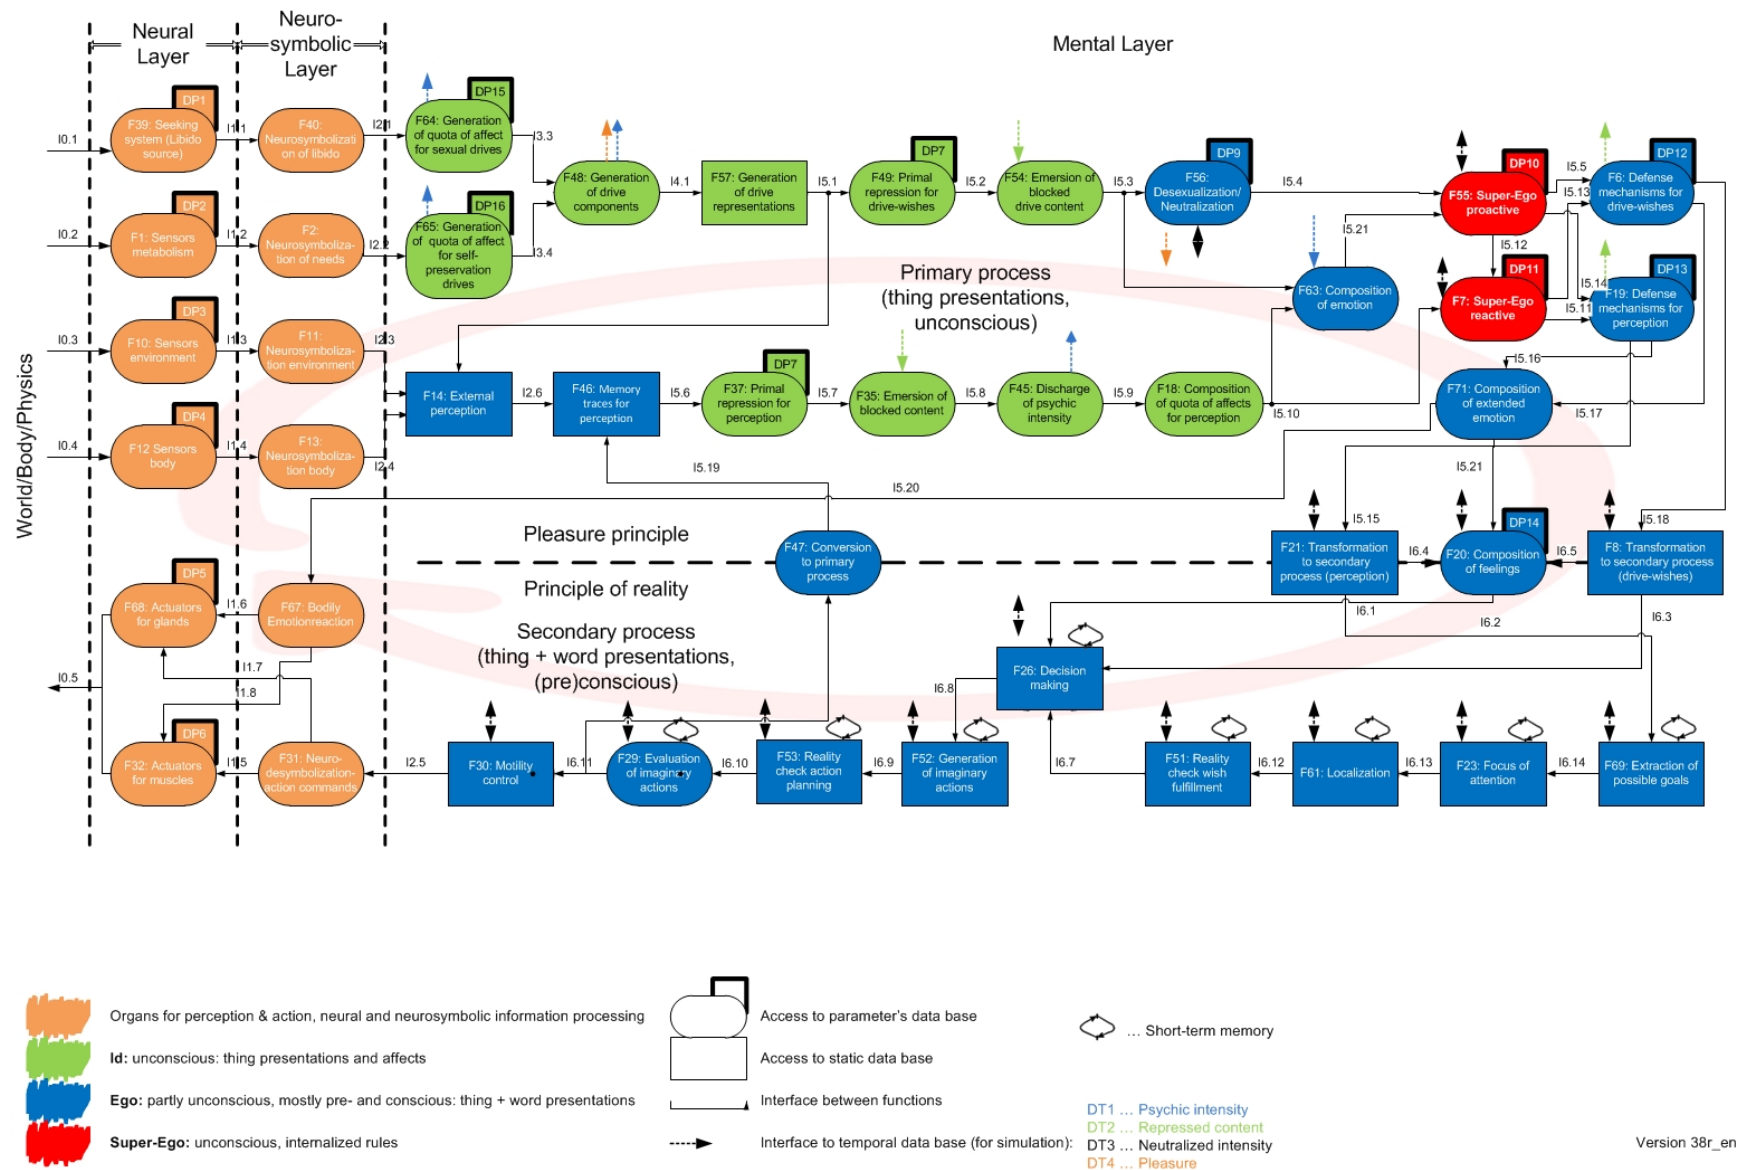 Neural
Layer
Neuro-
symbolic
Layer
Mental Layer
World/Body/Physics
I0.1
DP1
F39: Seeking
system (Libido
source)
I1.1
F40:
Neurosymbolizati
on of libido
I2.1
DP15
F64: Generation
of quota of affect
for sexual drives
I3.3
I0.2
DP2
F1: Sensors
metabolism
I1.2
F2:
Neurosymboliza-
tion of needs
I2.2
DP16
F65: Generation
of quota of affect
for self-
preservation
drives
I3.4
F48: Generation
of drive
components
I4.1
F57: Generation
of drive
representations
I5.1
DP7
F49: Primal
repression for
drive-wishes
I5.2
F54: Emersion of
blocked
drive content
I5.3
DP9
F56:
Desexualization/
Neutralization
I5.4
DP10
F55: Super-Ego
proactive
I5.5
I5.13
DP12
F6: Defense
mechanisms for
drive-wishes
I5.21
I5.12
F63: Composition
of emotion
DP11
F7: Super-Ego
reactive
I5.14
I5.11
DP13
F19: Defense
mechanisms for
perception
Primary process
(thing presentations,
unconscious)
I0.3
DP3
F10: Sensors
environment
I1.3
F11:
Neurosymboliza-
tion environment
I2.3
I0.4
DP4
F12 Sensors
body
I1.4
F13:
Neurosymboliza-
tion body
I2.4
F14: External
perception
I2.6
F46: Memory
traces for
perception
I5.6
DP7
F37: Primal
repression for
perception
I5.7
F35: Emersion of
blocked content
I5.8
F45: Discharge
of psychic
intensity
I5.9
F18: Composition
of quota of affects
for perception
I5.10
I5.16
F71: Composition
of extended
emotion
I5.17
I5.19
I5.20
I5.21
I5.15
I5.18
Pleasure principle
Principle of reality
F47: Conversion
to primary
process
F21: Transformation
to secondary
process (perception)
I6.4
DP14
F20: Composition
of feelings
I6.5
F8: Transformation
to secondary process
(drive-wishes)
I6.1
I6.2
I6.3
DP5
F68: Actuators
for glands
I1.6
F67: Bodily
Emotionreaction
Secondary process
(thing + word presentations,
(pre)conscious)
I0.5
I1.7
I1.8
F26: Decision
making
I6.8
DP6
F32: Actuators
for muscles
I1.5
F31: Neuro-
desymbolization-
action commands
I2.5
F30: Motility
control
I6.11
F29: Evaluation
of imaginary
actions
I6.10
F53: Reality
check action
planning
I6.9
F52: Generation
of imaginary
actions
I6.7
F51: Reality
check wish
fulfillment
I6.12
F61: Localization
I6.13
F23: Focus of
attention
I6.14
F69: Extraction of
possible goals
Organs for perception & action, neural and neurosymbolic information processing
Id: unconscious: thing presentations and affects
Ego: partly unconscious, mostly pre- and conscious: thing + word presentations
Super-Ego: unconscious, internalized rules
Access to parameter's data base
Access to static data base
Interface between functions
Interface to temporal data base (for simulation):
... Short-term memory
DT1 ... Psychic intensity
DT2 ... Repressed content
DT3 ... Neutralized intensity
DT4 ... Pleasure
Version 38r_en